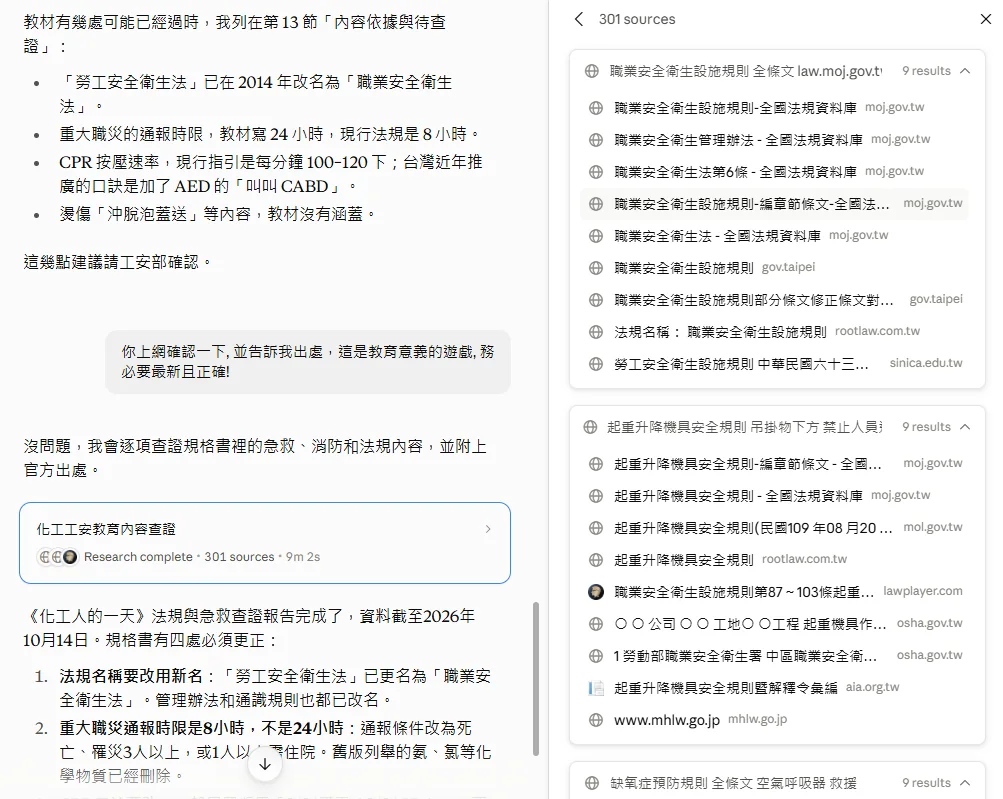 教材有幾處可能已經過時，我列在第 13 節「內容依據與待查
證」：
• 「勞工安全衛生法」已在 2014 年改名為「職業安全衛生
法」。
• 重大職災的通報時限，教材寫 24 小時，現行法規是 8 小時。
• CPR 按壓速率，現行指引是每分鐘 100–120 下；台灣近年推
廣的口訣是加了 AED 的「叫叫 CABD」。
• 燙傷「沖脫泡蓋送」等內容，教材沒有涵蓋。
這幾點建議請工安部確認。
你上網確認一下, 並告訴我出處，這是教育意義的遊戲, 務
必要最新且正確!
沒問題，我會逐項查證規格書裡的急救、消防和法規內容，並附上
官方出處。
化工工安教育內容查證
Research complete · 301 sources · 9m 2s
《化工人的一天》法規與急救查證報告完成了，資料截至2026年
10月14日。規格書有四處必須更正：
1. 法規名稱要改用新名：「勞工安全衛生法」已更名為「職業安
全衛生法」。管理辦法和通識規則也都已改名。
2. 重大職災通報時限是8小時，不是24小時：通報條件改為死
亡、罹災3人以上，或1人以上需住院。舊版列舉的氨、氯等化
學物質已經刪除。
301 sources
職業安全衛生設施規則 全條文 law.moj.gov.t 9 results
職業安全衛生設施規則-全國法規資料庫 moj.gov.tw
職業安全衛生管理辦法 - 全國法規資料庫 moj.gov.tw
職業安全衛生法第6條 - 全國法規資料庫 moj.gov.tw
職業安全衛生設施規則-編章節條文-全國法... moj.gov.tw
職業安全衛生法 - 全國法規資料庫 moj.gov.tw
職業安全衛生設施規則 gov.taipei
職業安全衛生設施規則部分條文修正條文對... gov.taipei
法規名稱： 職業安全衛生設施規則 rootlaw.com.tw
勞工安全衛生設施規則 中華民國六十三... sinica.edu.tw
起重升降機具安全規則 吊掛物下方 禁止人員 9 results
起重升降機具安全規則-編章節條文 - 全國... moj.gov.tw
起重升降機具安全規則 - 全國法規資料庫 moj.gov.tw
起重升降機具安全規則(民國109 年08 月20 ... mol.gov.tw
起重升降機具安全規則 rootlaw.com.tw
職業安全衛生設施規則第87～103條起重... lawplayer.com
〇 〇 公司 〇 〇 工地〇 〇工程 起重機具作... osha.gov.tw
1 勞動部職業安全衛生署 中區職業安全衛... osha.gov.tw
起重升降機具安全規則暨解釋令彙編 aia.org.tw
www.mhlw.go.jp mhlw.go.jp
缺氧症預防規則 全條文 空氣呼吸器 救援 9 results